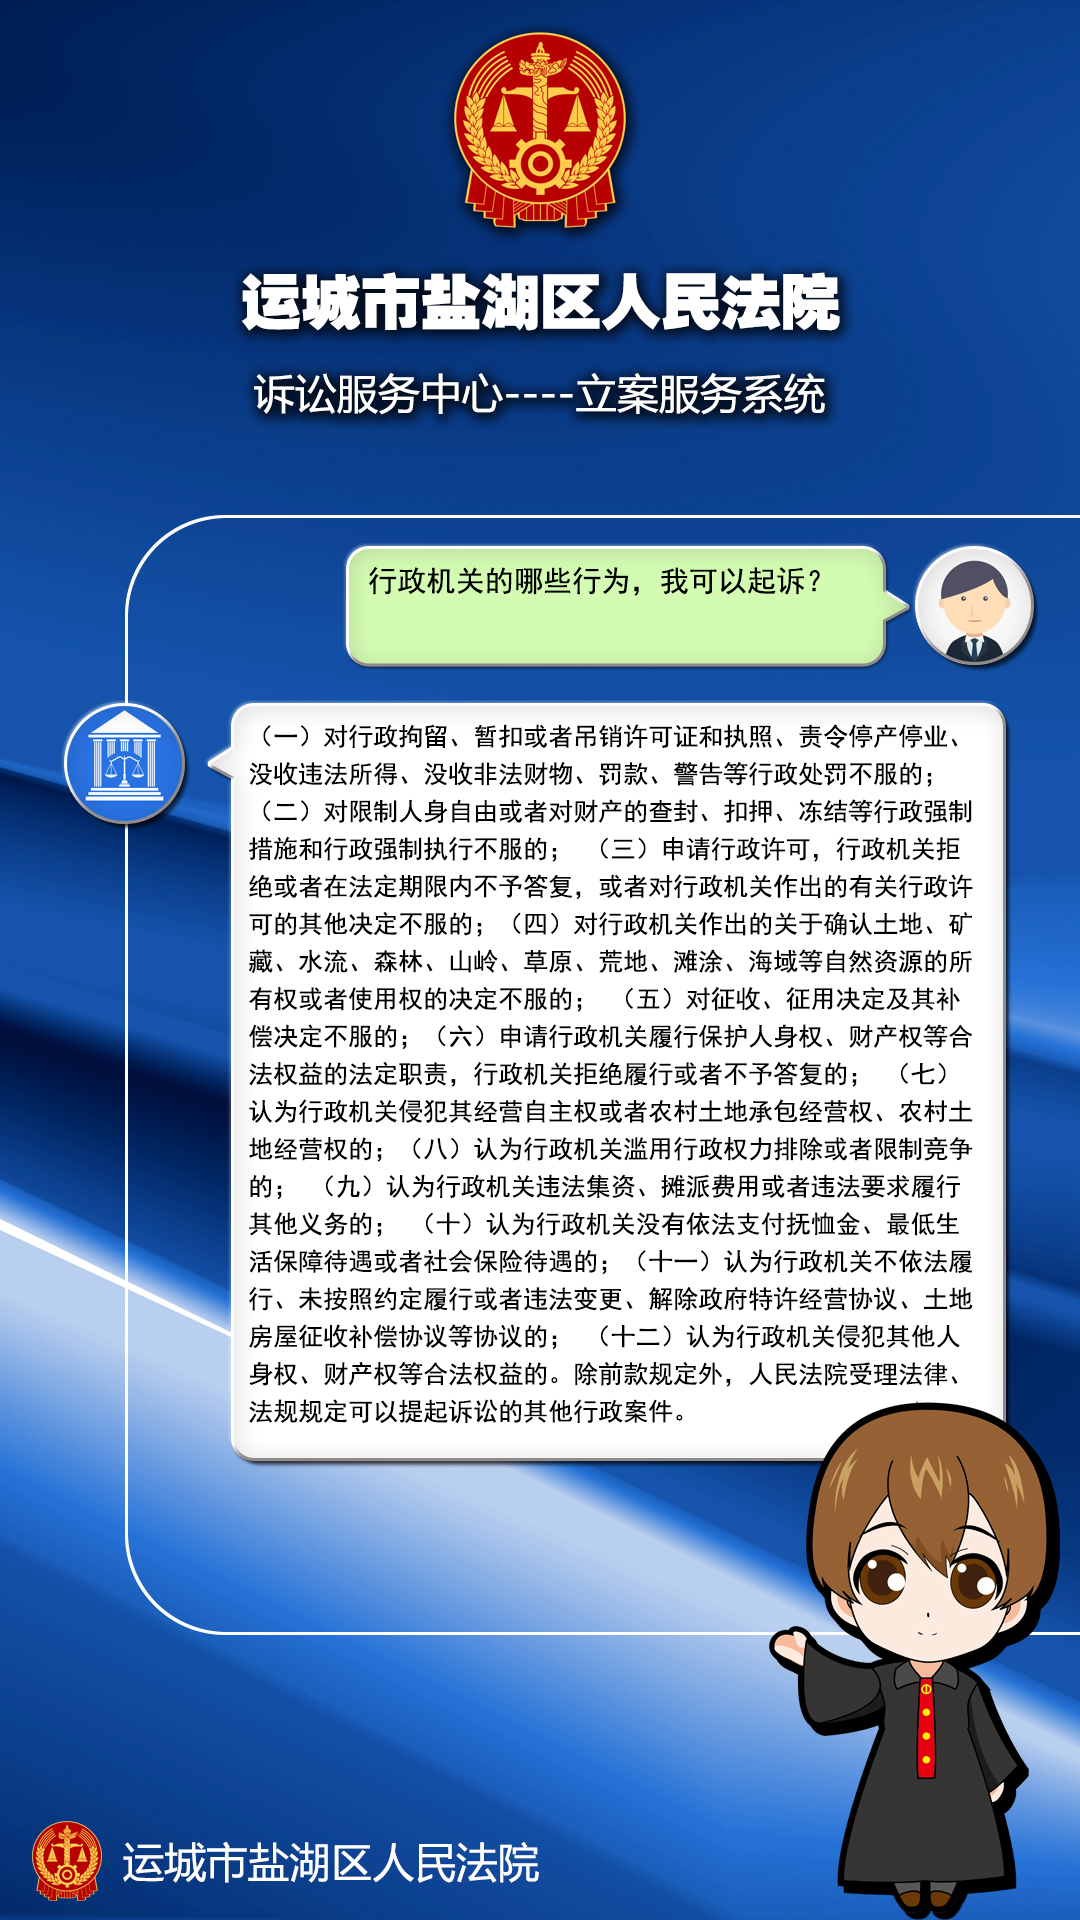 运城市盐湖区人民法院
诉讼服务中心----立案服务系统
行政机关的哪些行为，我可以起诉？
（一）对行政拘留、暂扣或者吊销许可证和执照、责令停产停业、
没收违法所得、没收非法财物、罚款、警告等行政处罚不服的；
（二）对限制人身自由或者对财产的查封、扣押、冻结等行政强制
措施和行政强制执行不服的； （三）申请行政许可，行政机关拒
绝或者在法定期限内不予答复，或者对行政机关作出的有关行政许
可的其他决定不服的；（四）对行政机关作出的关于确认土地、矿
藏、水流、森林、山岭、草原、荒地、滩涂、海域等自然资源的所
有权或者使用权的决定不服的； （五）对征收、征用决定及其补
偿决定不服的；（六）申请行政机关履行保护人身权、财产权等合
法权益的法定职责，行政机关拒绝履行或者不予答复的； （七）
认为行政机关侵犯其经营自主权或者农村土地承包经营权、农村土
地经营权的；（八）认为行政机关滥用行政权力排除或者限制竞争
的； （九）认为行政机关违法集资、摊派费用或者违法要求履行
其他义务的； （十）认为行政机关没有依法支付抚恤金、最低生
活保障待遇或者社会保险待遇的；（十一）认为行政机关不依法履
行、未按照约定履行或者违法变更、解除政府特许经营协议、土地
房屋征收补偿协议等协议的； （十二）认为行政机关侵犯其他人
身权、财产权等合法权益的。除前款规定外，人民法院受理法律、
法规规定可以提起诉讼的其他行政案件。
运城市盐湖区人民法院